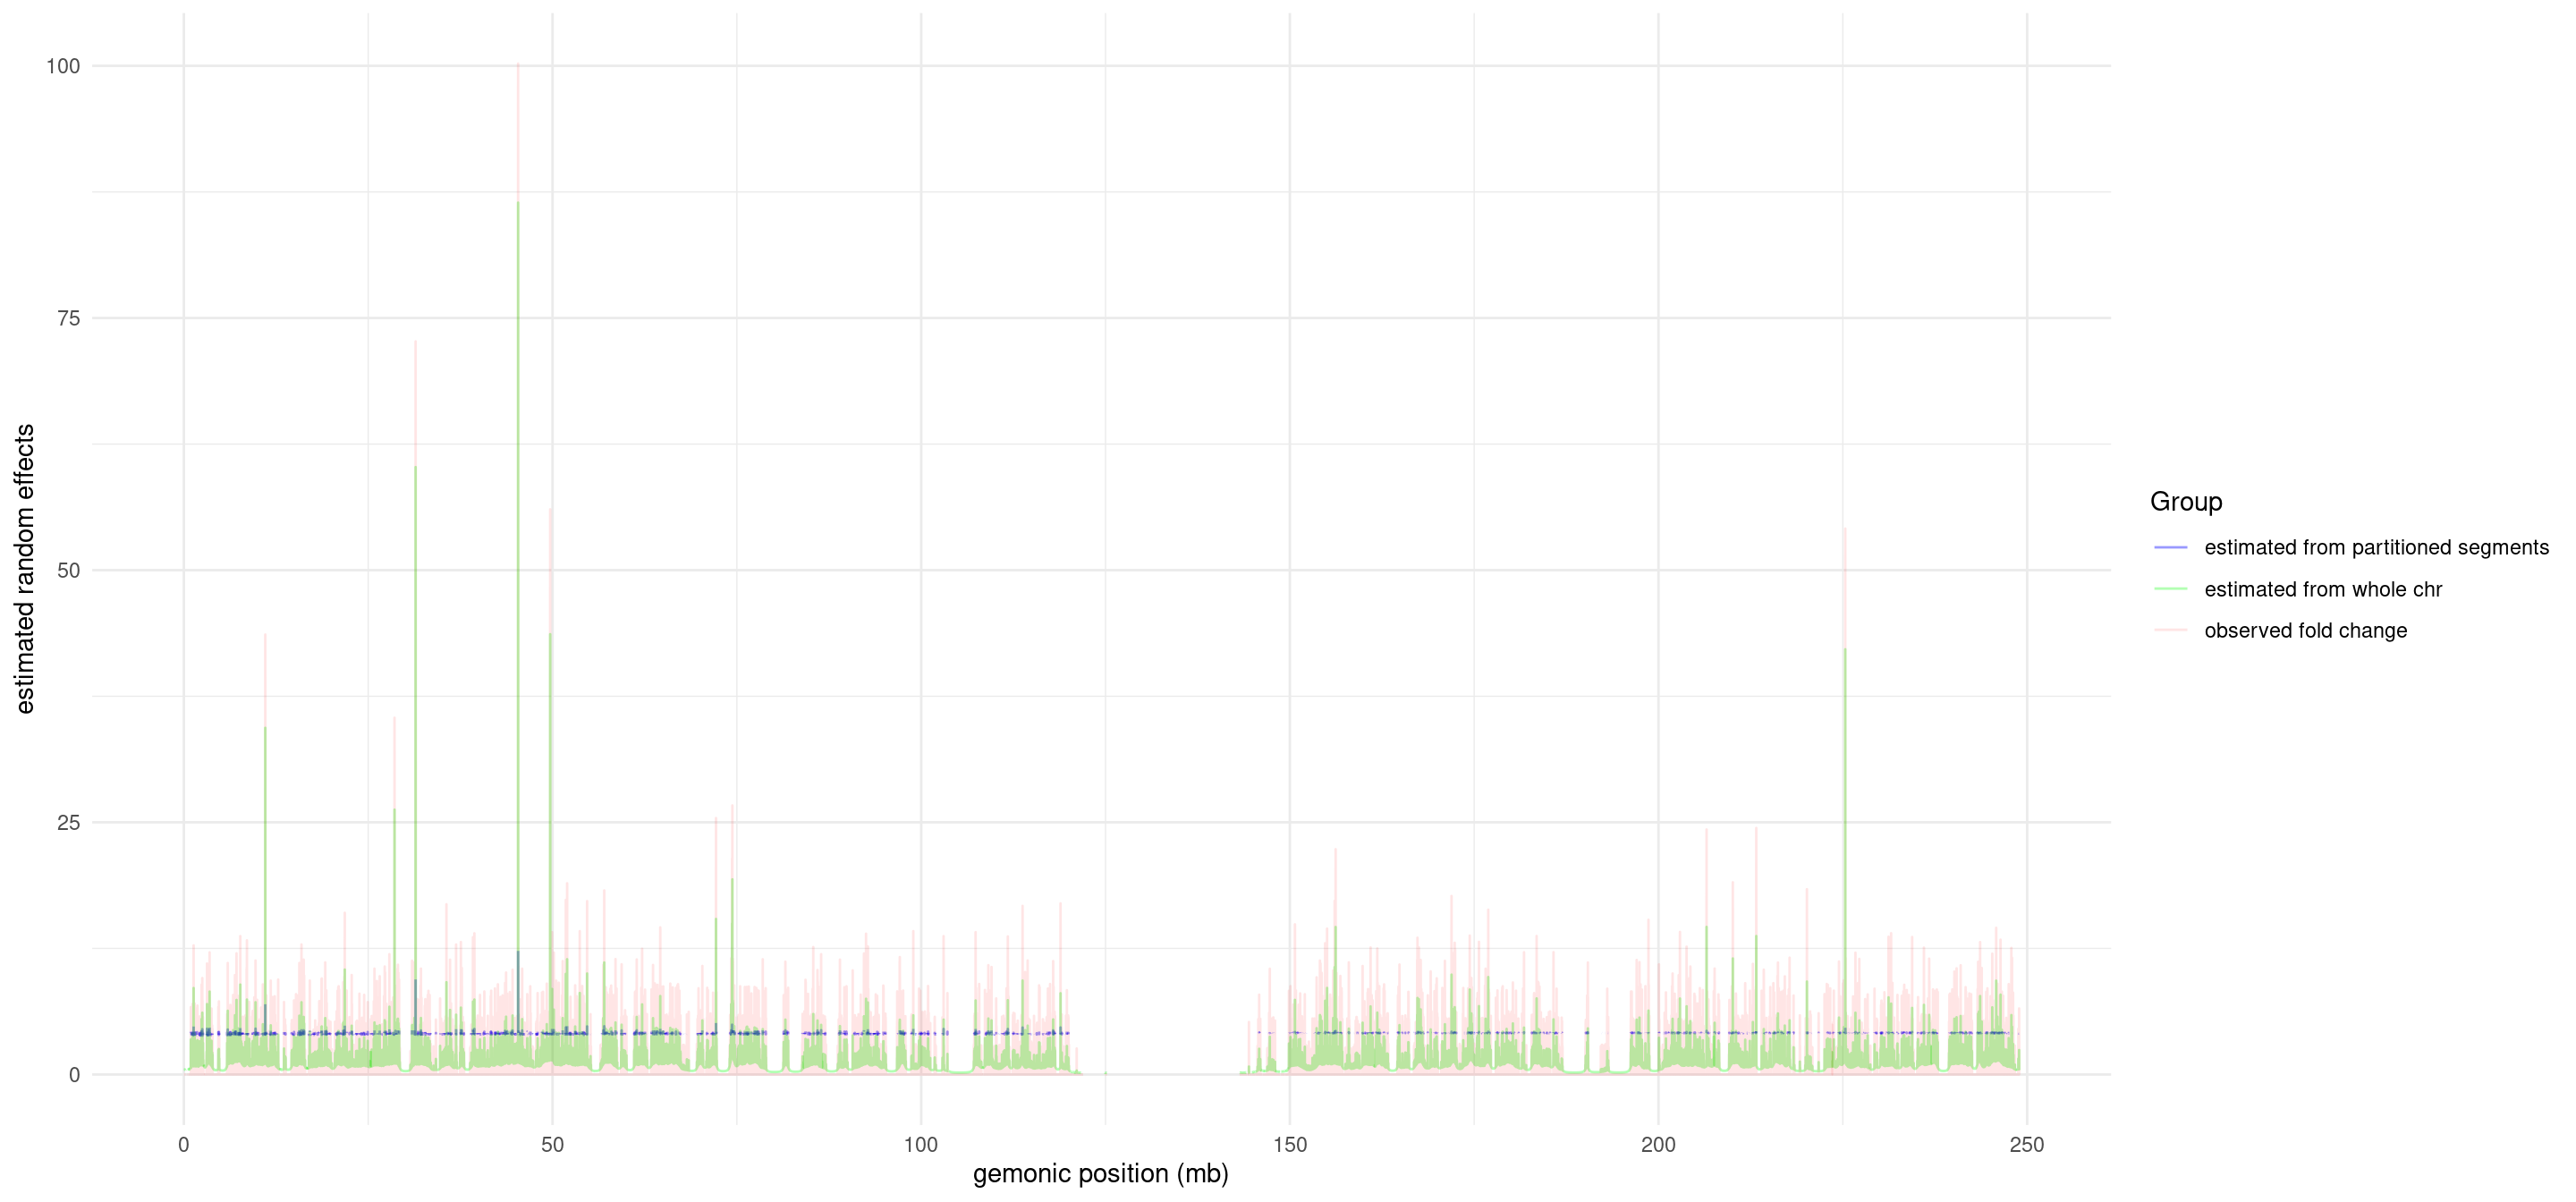 100
75
50
25
0
estimated random effects
0
50
100
150
200
250
gemonic position (mb)
Group
estimated from partitioned segments
estimated from whole chr
observed fold change